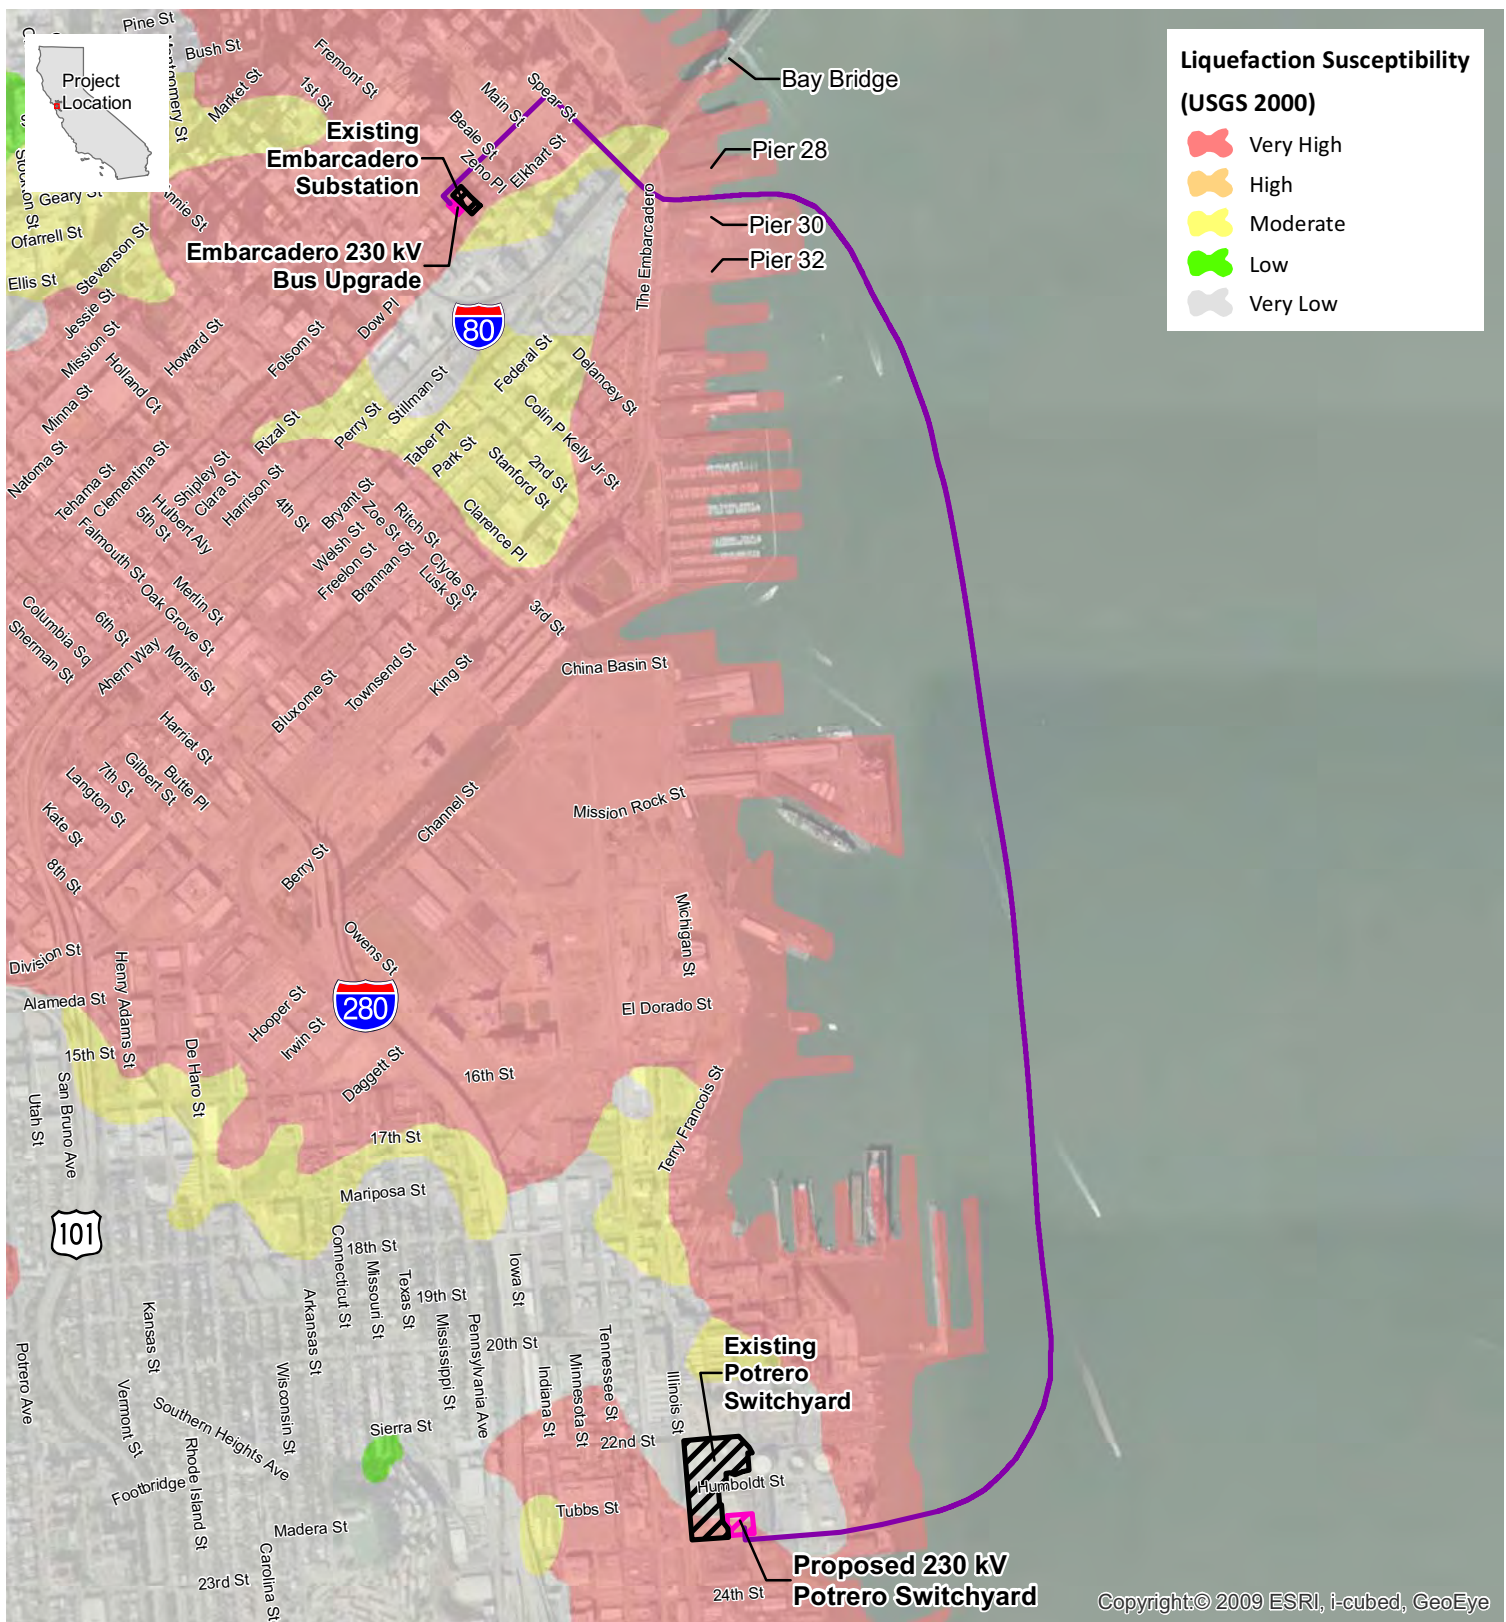 Pine St
Bush St
Montgomery St
Market St
Fremont St
1st St
Main St
Spear St
Beale St
Zeno Pl
Elkhart St
Project
Location
Existing
Embarcadero
Substation
Embarcadero 230 kV
Bus Upgrade
Bay Bridge
Pier 28
Pier 30
Pier 32
The Embarcadero
Liquefaction Susceptibility
(USGS 2000)
Very High
High
Moderate
Low
Very Low
Stockton St
Geary St
Annie St
Ofarrell St
Ellis St
Stevenson St
Jessie St
Mission St
Minna St
Natoma St
Holland Ct
Howard St
Folsom St
Dow Pl
80
Rizal St
Perry St
Stillman St
Federal St
Delancey St
Colin P Kelly Jr St
Taber Pl
Park St
2nd St
Stanford St
Clarence Pl
Tehama St
Clementina St
Shipley St
Clara St
Hulbert Aly
5th St
Harrison St
4th St
Bryant St
Zoe St
Ritch St
Welsh St
Freelon St
Brannan St
Clyde St
Lusk St
3rd St
Falmouth St
Merlin St
Oak Grove St
Columbia Sq
Sherman St
6th St
Ahern Way
Morris St
Bluxome St
Townsend St
King St
China Basin St
Harriet St
Butte Pl
Gilbert St
7th St
Langton St
Kate St
8th St
Channel St
Berry St
Mission Rock St
Owens St
Michigan St
El Dorado St
280
Division St
Alameda St
Henry Adams St
Hooper St
Irwin St
Daggett St
16th St
15th St
De Haro St
Utah St
San Bruno Ave
17th St
Mariposa St
Terry Francois St
101
18th St
Connecticut St
Missouri St
Texas St
19th St
Iowa St
20th St
Mississippi St
Pennsylvania Ave
Arkansas St
Kansas St
Wisconsin St
Potrero Ave
Vermont St
Southern Heights Ave
Rhode Island St
Footbridge
Sierra St
Madera St
Carolina St
23rd St
Indiana St
Minnesota St
Tennessee St
Illinois St
22nd St
Tubbs St
Existing
Potrero
Switchyard
Humboldt St
Proposed 230 kV
Potrero Switchyard
24th St
Copyright:© 2009 ESRI, i-cubed, GeoEye